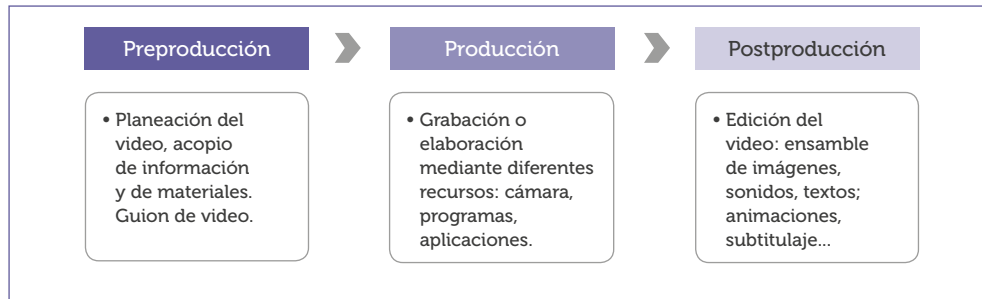 Preproducción
Producción
Postproducción
• Planeación del
video, acopio
de información
y de materiales.
Guion de video.
• Grabación o
elaboración
mediante diferentes
recursos: cámara,
programas,
aplicaciones.
• Edición del
video: ensamble
de imágenes,
sonidos, textos;
animaciones,
subtitulaje...